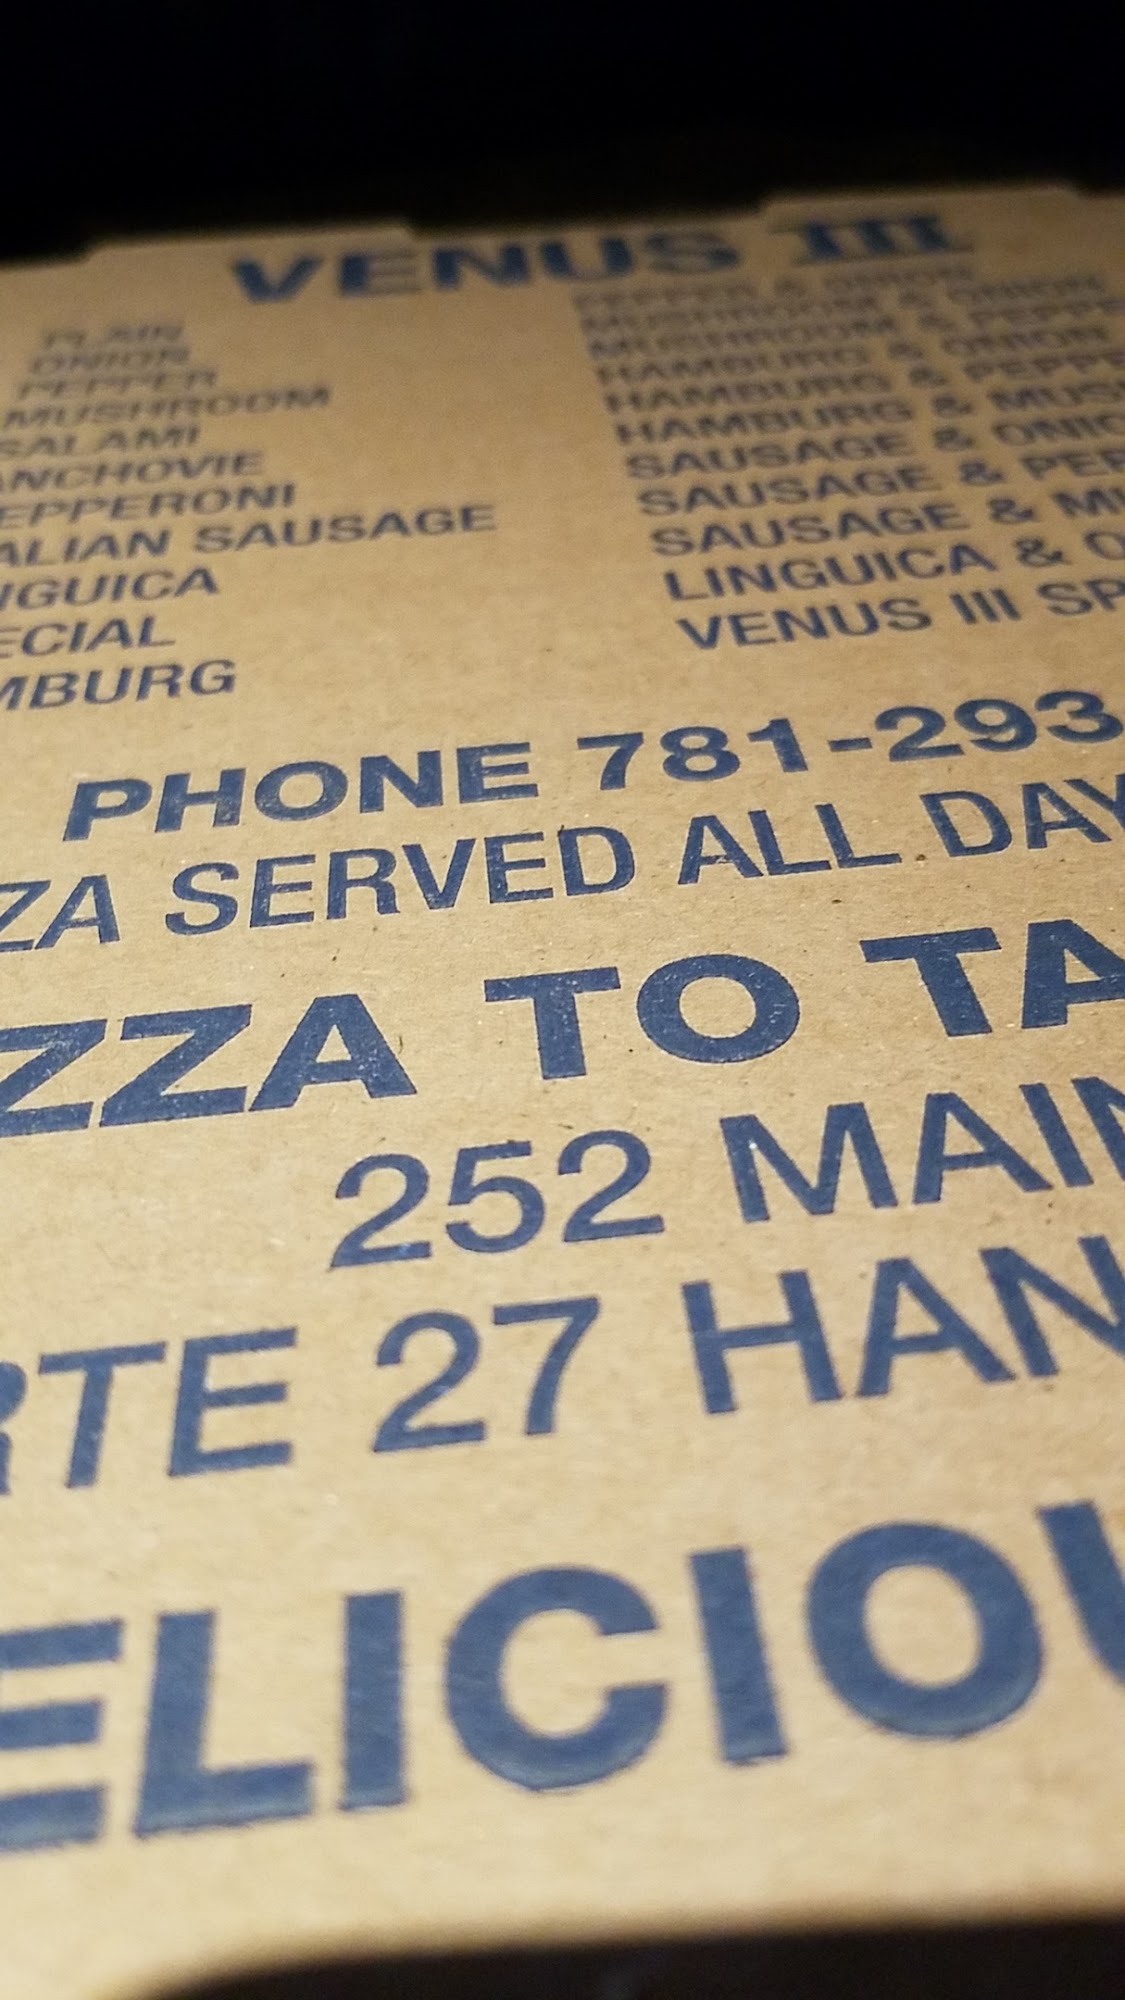 VENUS III
PLAIN
ONION
PEPPER
MUSHROOM
SALAMI
ANCHOVIE
EPPERONI
ALIAN SAUSAGE
NGUICA
ECIAL
MBURG
PEPPER & ONION
MUSHROOM & ONION
MUSHROOM & PEPPE
HAMBURG & ONION
HAMBURG & PEPPE
HAMBURG & MUS
SAUSAGE & ONIO
SAUSAGE & PEP
SAUSAGE & MU
LINGUICA & O
VENUS III SP
PHONE 781-293
ZA SERVED ALL DAY
ZZA TO TA
252 MAIN
RTE 27 HAN
ELICIOU